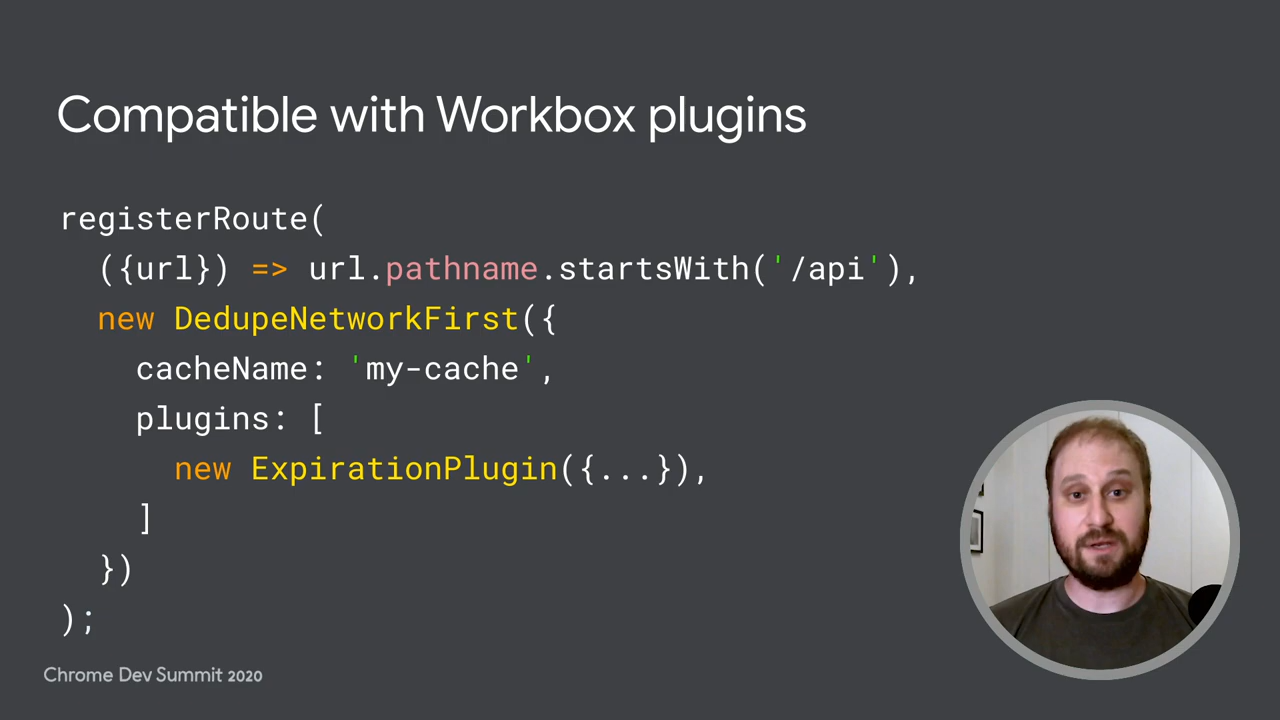 Compatible with Workbox plugins
registerRoute(
({url}) => url.pathname.startsWith('/api'),
new DedupeNetworkFirst({
cacheName: 'my-cache',
plugins: [
new ExpirationPlugin({...}),
]
})
);
Chrome Dev Summit 2020